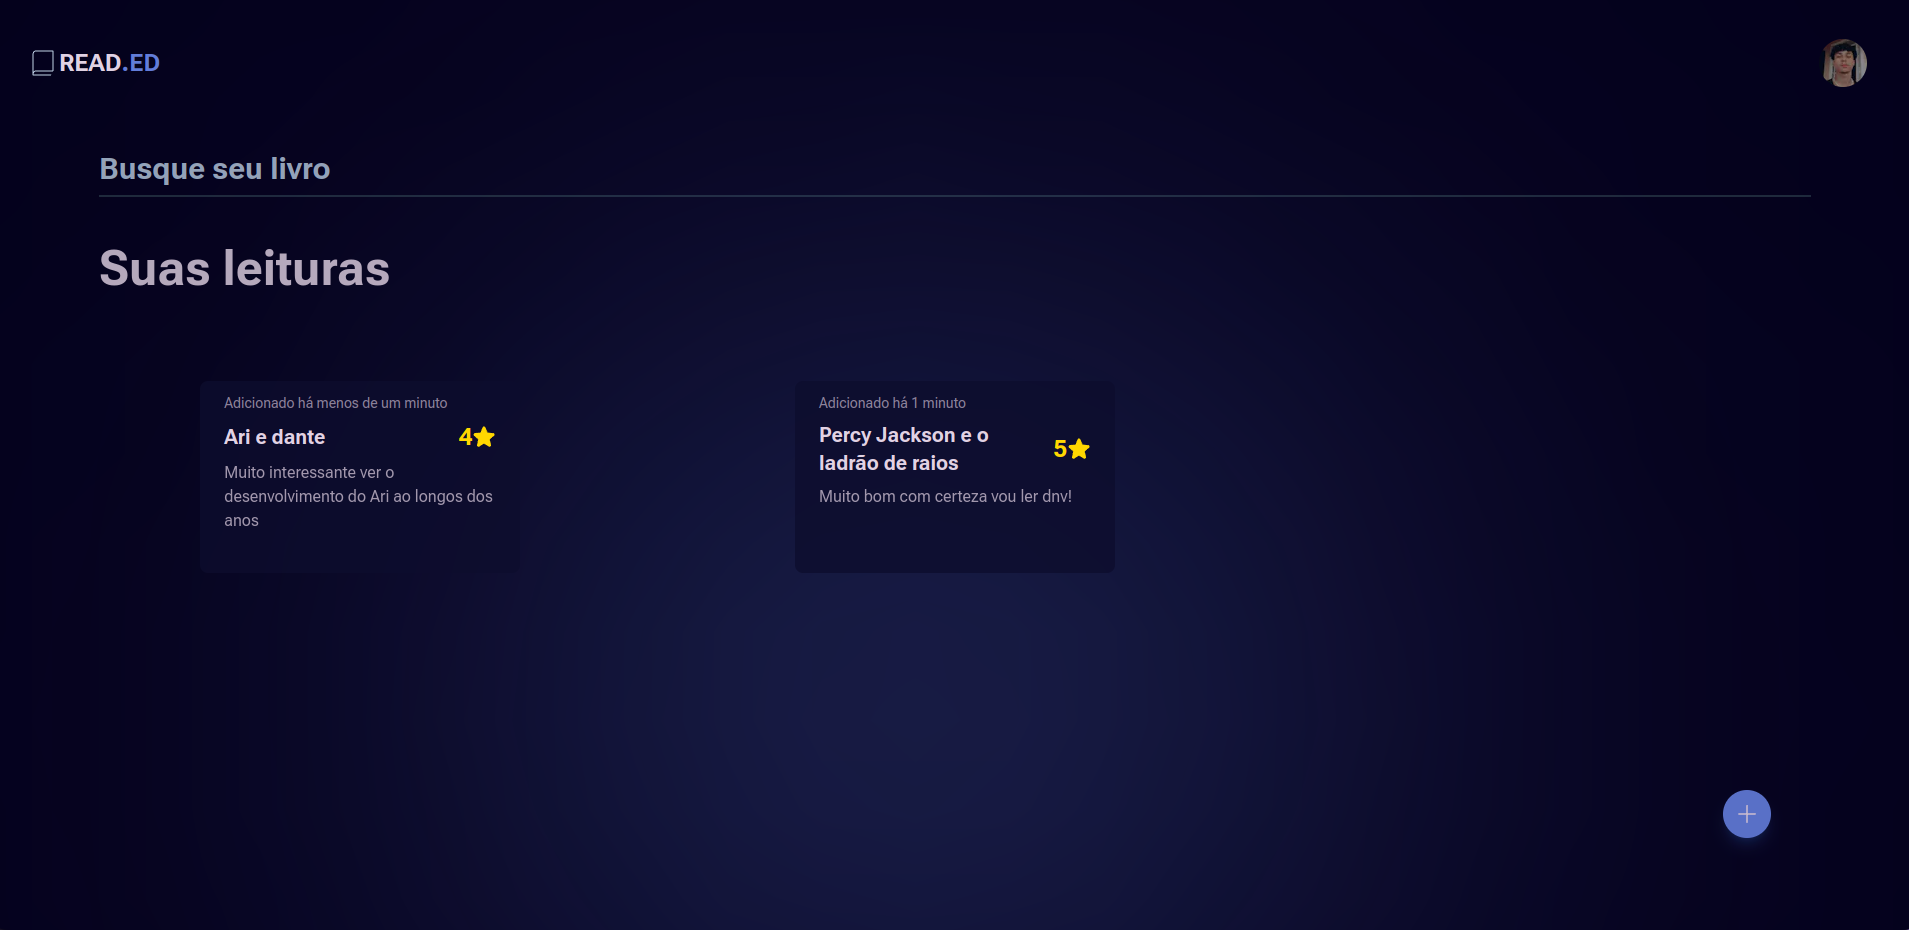 READ.ED
Busque seu livro
Suas leituras
Adicionado há menos de um minuto
Ari e dante
4
Muito interessante ver o
desenvolvimento do Ari ao longos dos
anos
Adicionado há 1 minuto
Percy Jackson e o
ladrão de raios
5
Muito bom com certeza vou ler dnv!